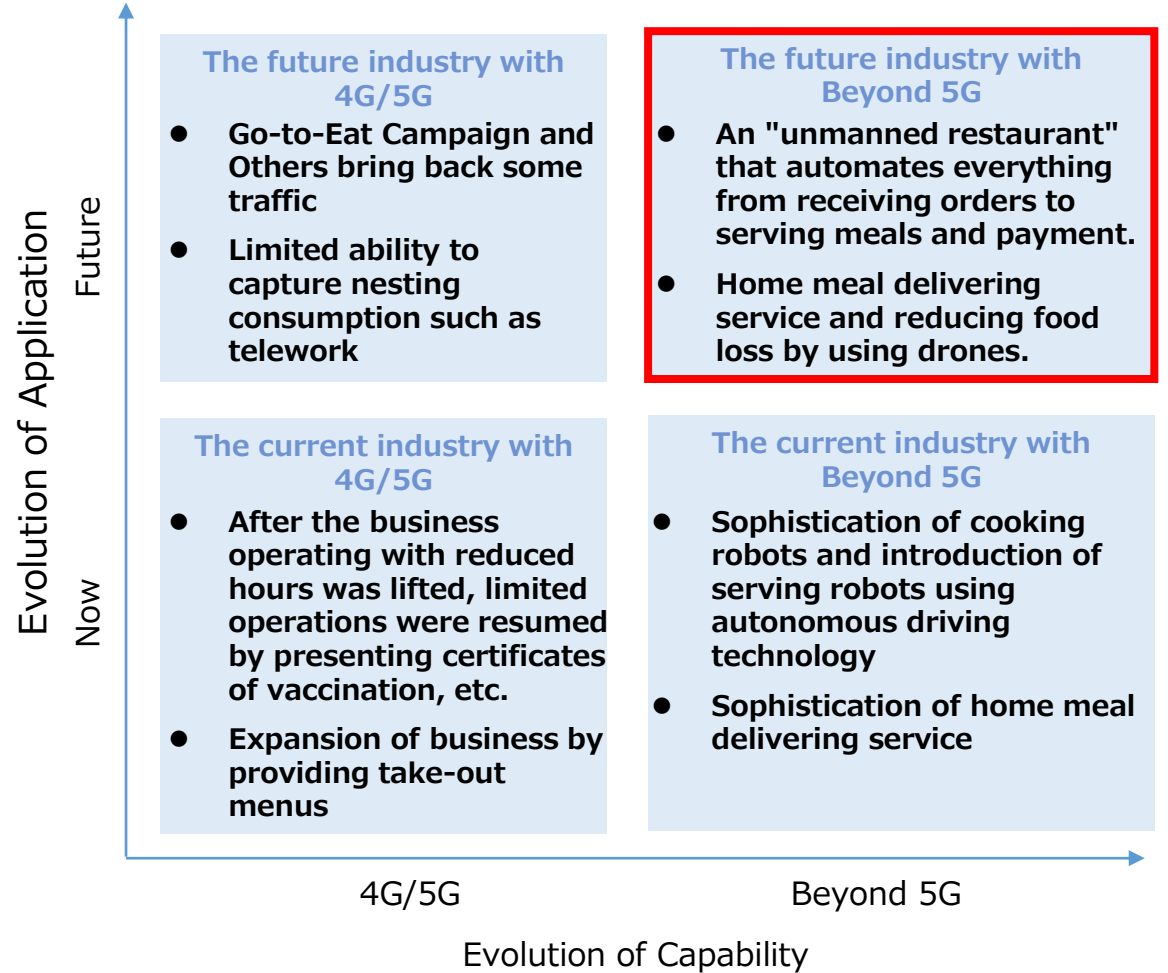 Evolution of Application
Future
Now
The future industry with
4G/5G
● Go-to-Eat Campaign and
Others bring back some
traffic
● Limited ability to
capture nesting
consumption such as
telework
The future industry with
Beyond 5G
● An "unmanned restaurant"
that automates everything
from receiving orders to
serving meals and payment.
● Home meal delivering
service and reducing food
loss by using drones.
The current industry with
4G/5G
● After the business
operating with reduced
hours was lifted, limited
operations were resumed
by presenting certificates
of vaccination, etc.
● Expansion of business by
providing take-out
menus
The current industry with
Beyond 5G
● Sophistication of cooking
robots and introduction of
serving robots using
autonomous driving
technology
● Sophistication of home meal
delivering service
4G/5G
Beyond 5G
Evolution of Capability